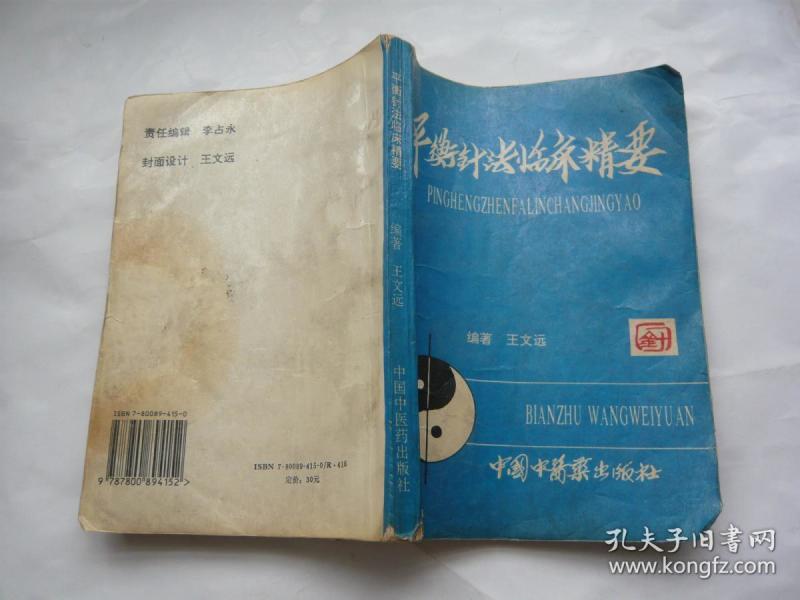 责任编辑 李占永
封面设计 王文远
ISBN 7-80089-415-0
9 787800 894152 >
ISBN 7-80089-415-0/R·416
定价：30元
平衡针法临床精要
编著 王文远
中国中医药出版社
平衡针法临床精要
PINGHENGZHENFALINCHANGJINGYAO
编著 王文远
BIANZHU WANGWEIYUAN
中國中醫藥出版社
孔夫子旧书网
www.kongfz.com